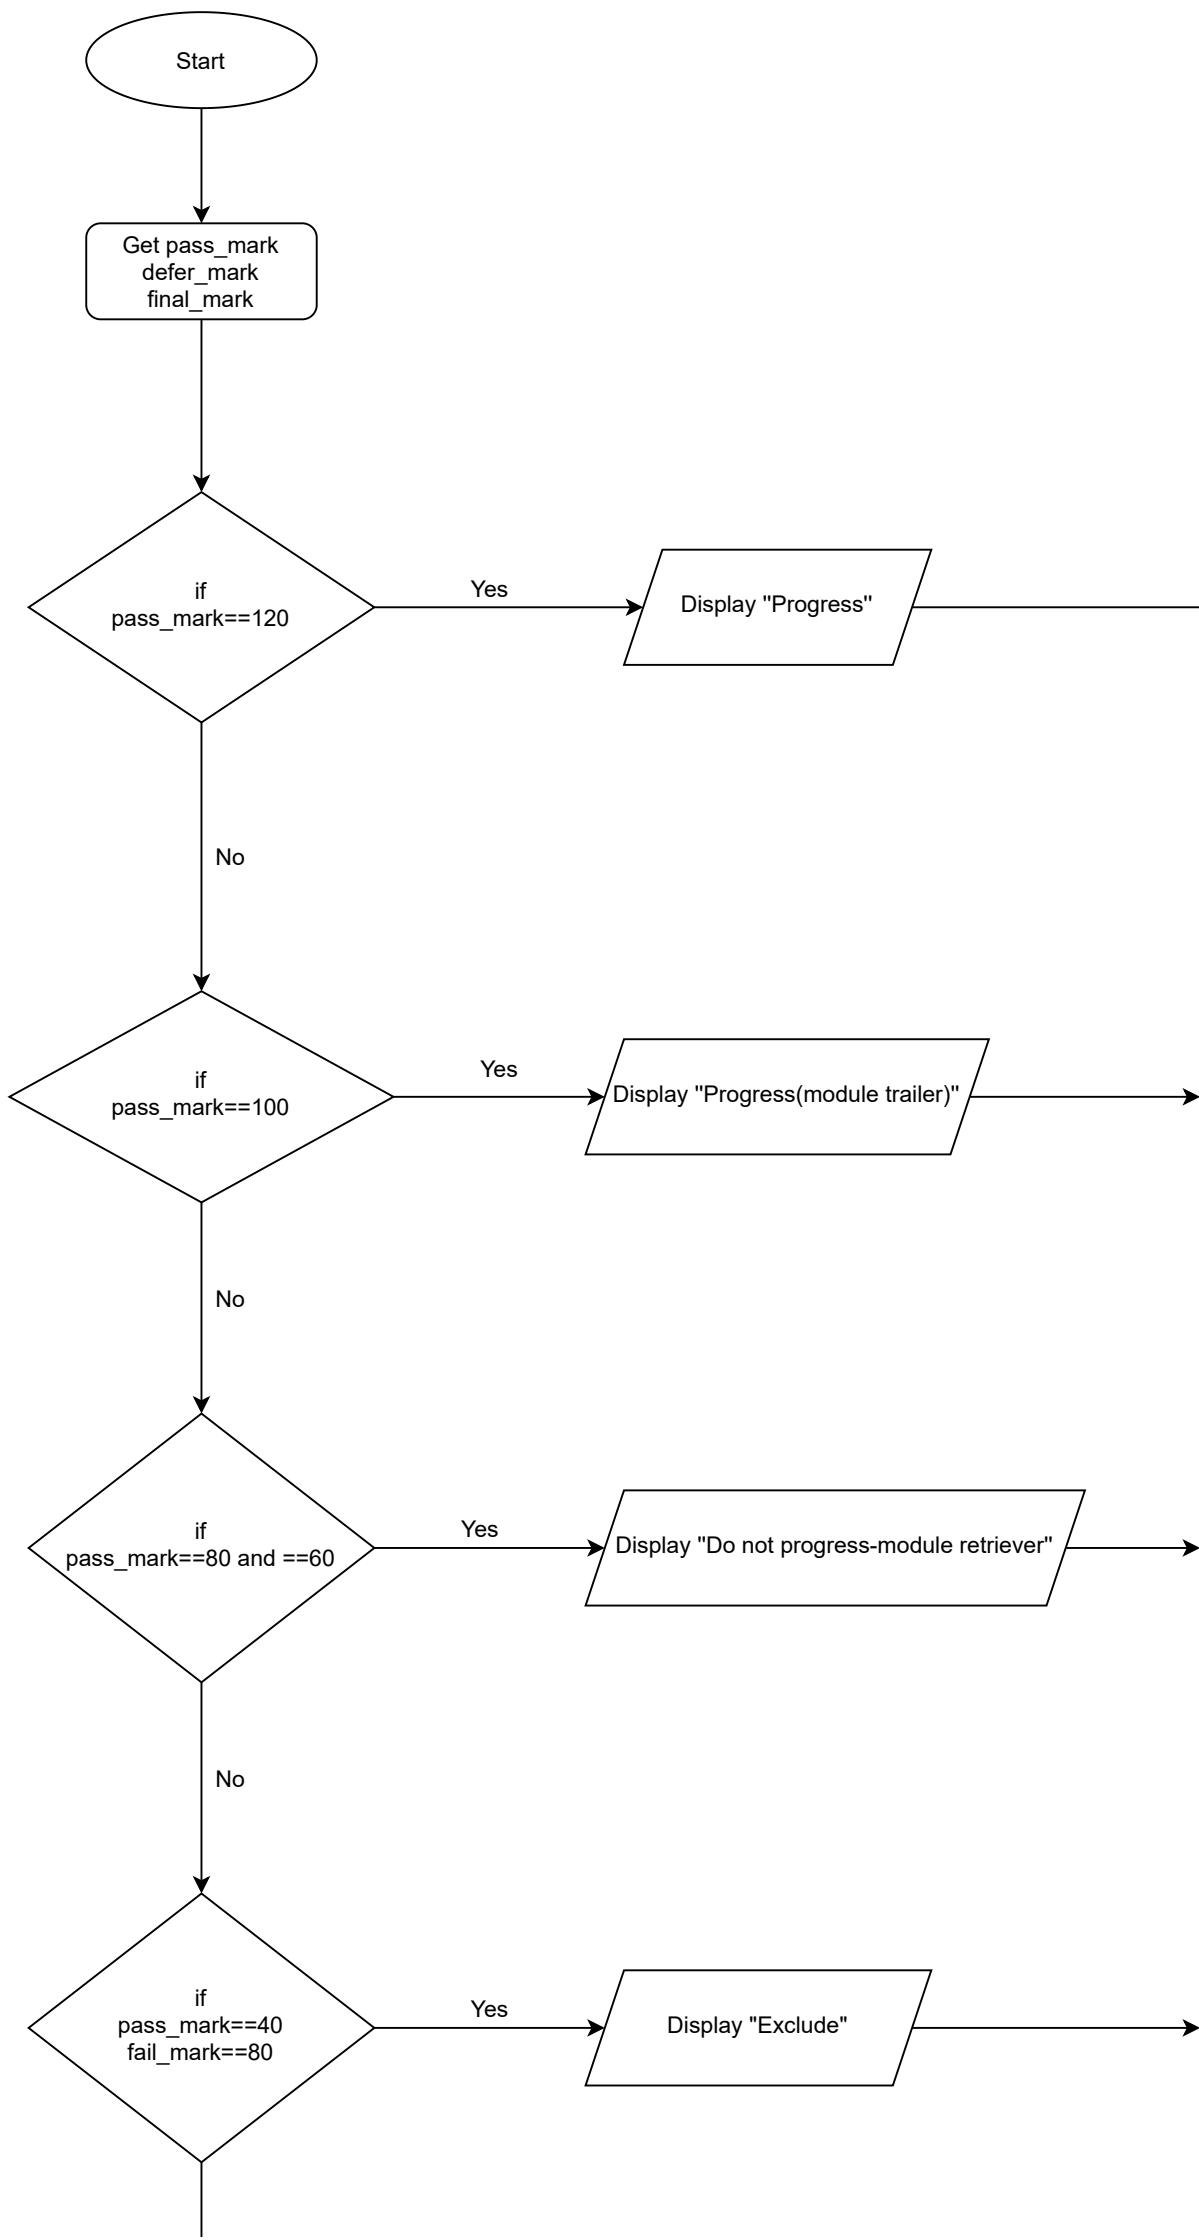 Start
Get pass_mark
defer_mark
final_mark
if
pass_mark==120
Yes
Display "Progress"
No
if
pass_mark==100
Yes
Display "Progress(module trailer)"
No
if
pass_mark==80 and ==60
Yes
Display "Do not progress-module retriever"
No
if
pass_mark==40
fail_mark==80
Yes
Display "Exclude"